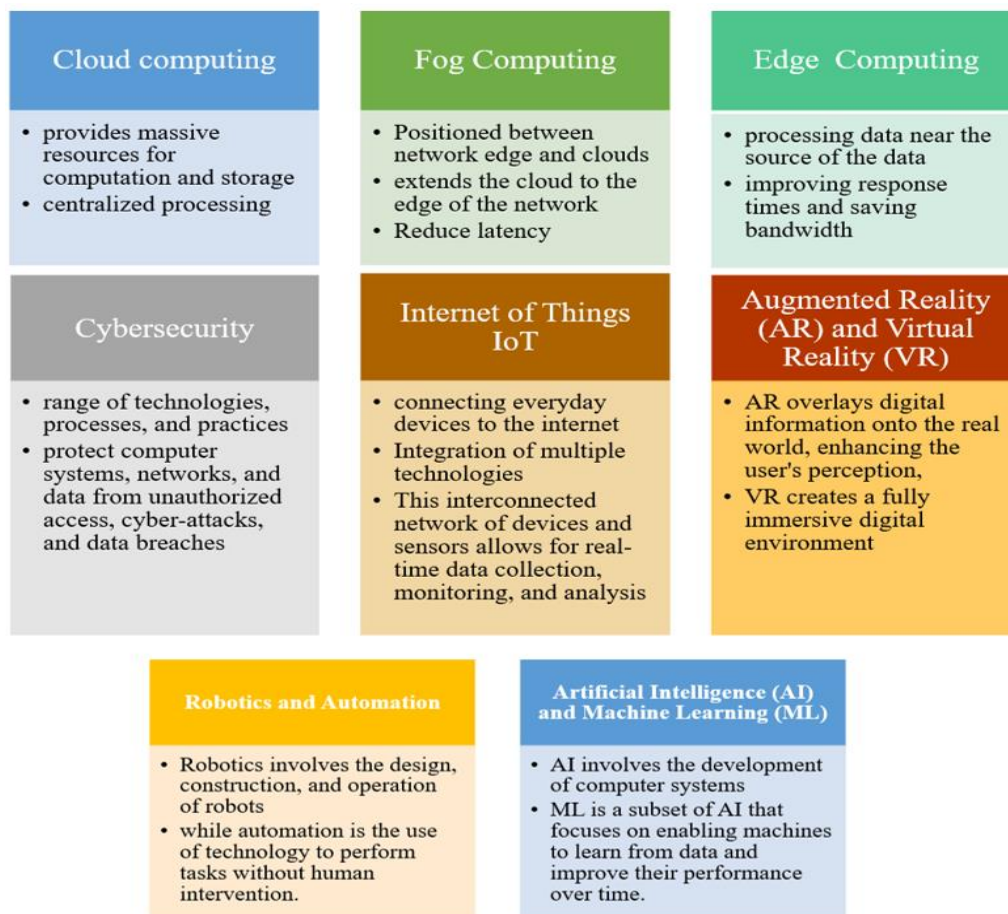 Cloud computing
• provides massive
resources for
computation and storage
• centralized processing
Fog Computing
• Positioned between
network edge and clouds
• extends the cloud to the
edge of the network
• Reduce latency
Edge Computing
• processing data near the
source of the data
• improving response
times and saving
bandwidth
Cybersecurity
• range of technologies,
processes, and practices
• protect computer
systems, networks, and
data from unauthorized
access, cyber-attacks,
and data breaches
Internet of Things
IoT
• connecting everyday
devices to the internet
• Integration of multiple
technologies
• This interconnected
network of devices and
sensors allows for real-
time data collection,
monitoring, and analysis
Augmented Reality
(AR) and Virtual
Reality (VR)
• AR overlays digital
information onto the real
world, enhancing the
user's perception,
• VR creates a fully
immersive digital
environment
Robotics and Automation
• Robotics involves the design,
construction, and operation
of robots
• while automation is the use
of technology to perform
tasks without human
intervention.
Artificial Intelligence (AI)
and Machine Learning (ML)
• AI involves the development
of computer systems
• ML is a subset of AI that
focuses on enabling machines
to learn from data and
improve their performance
over time.